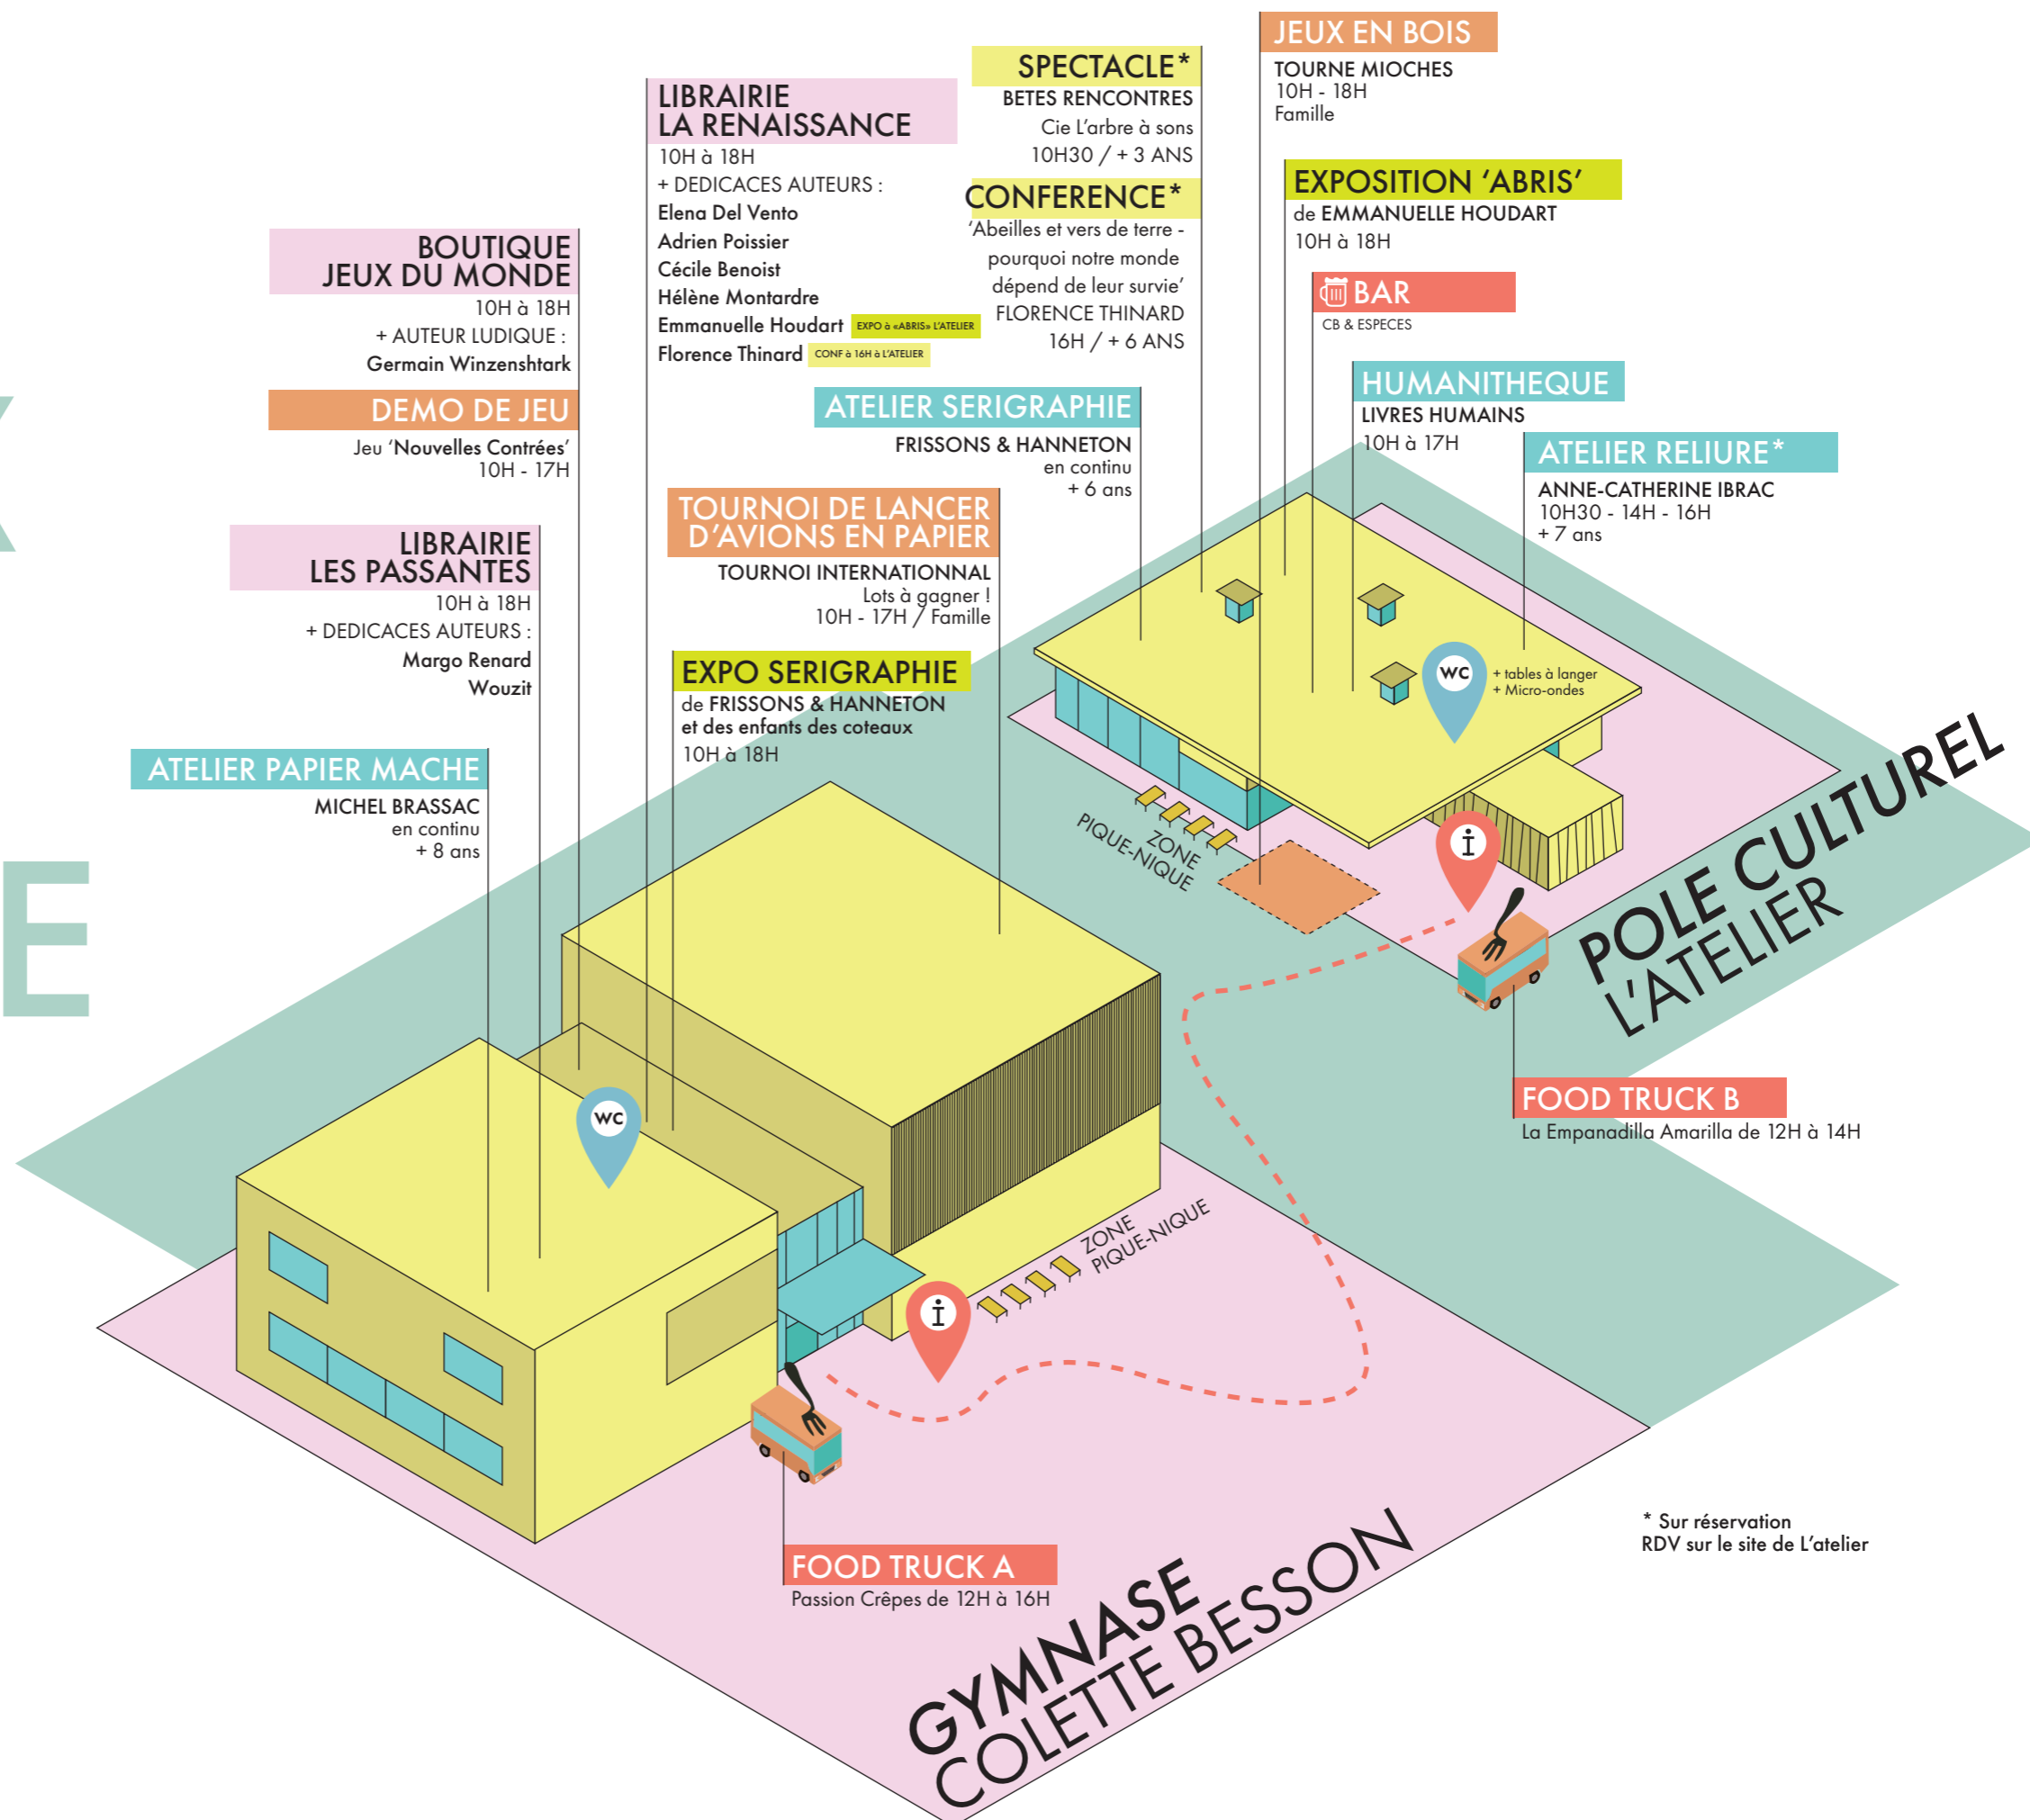 JEUX EN BOIS
TOURNE MIOCHES
10H - 18H
Famille
SPECTACLE*
BETES RENCONTRES
Cie L'arbre à sons
10H30 / + 3 ANS
CONFERENCE*
'Abeilles et vers de terre -
pourquoi notre monde
dépend de leur survie'
FLORENCE THINARD
16H / + 6 ANS
LIBRAIRIE
LA RENAISSANCE
10H à 18H
+ DEDICACES AUTEURS :
Elena Del Vento
Adrien Poissier
Cécile Benoist
Hélène Montardre
Emmanuelle Houdart EXPO à «ABRIS» L'ATELIER
Florence Thinard CONF à 16H à L'ATELIER
EXPOSITION 'ABRIS'
de EMMANUELLE HOUDART
10H à 18H
BAR
CB & ESPECES
BOUTIQUE
JEUX DU MONDE
10H à 18H
+ AUTEUR LUDIQUE :
Germain Winzenshtark
DEMO DE JEU
Jeu 'Nouvelles Contrées'
10H - 17H
HUMANITHEQUE
LIVRES HUMAINS
10H à 17H
ATELIER SERIGRAPHIE
FRISSONS & HANNETON
en continu
+ 6 ans
ATELIER RELIURE*
ANNE-CATHERINE IBRAC
10H30 - 14H - 16H
+ 7 ans
TOURNOI DE LANCER
D'AVIONS EN PAPIER
TOURNOI INTERNATIONNAL
Lots à gagner !
10H - 17H / Famille
LIBRAIRIE
LES PASSANTES
10H à 18H
+ DEDICACES AUTEURS :
Margo Renard
Wouzit
EXPO SERIGRAPHIE
de FRISSONS & HANNETON
et des enfants des coteaux
10H à 18H
ATELIER PAPIER MACHE
MICHEL BRASSAC
en continu
+ 8 ans
WC
+ tables à langer
+ Micro-ondes
ZONE
PIQUE-NIQUE
i
POLE CULTUREL
L'ATELIER
X
E
FOOD TRUCK B
La Empanadilla Amarilla de 12H à 14H
WC
ZONE
PIQUE-NIQUE
i
FOOD TRUCK A
Passion Crêpes de 12H à 16H
GYMNASE
COLETTE BESSON
* Sur réservation
RDV sur le site de L'atelier